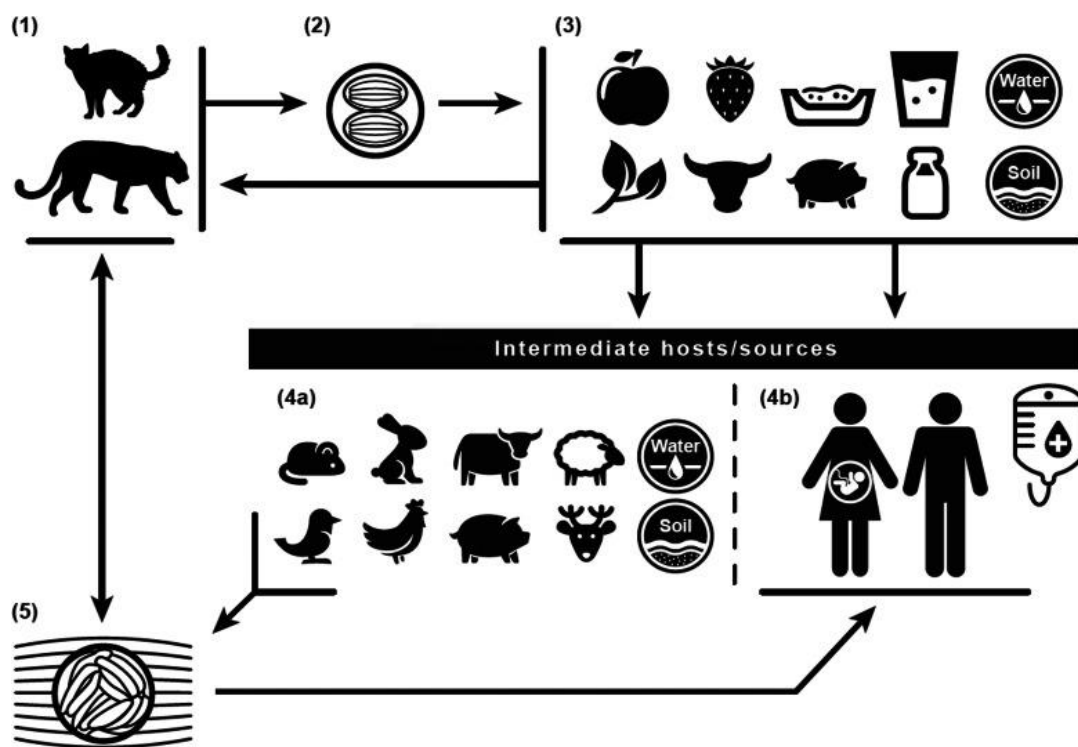 (1)
(2)
(3)
Water
Soil
Intermediate hosts/sources
(4a)
(4b)
Water
Soil
(5)